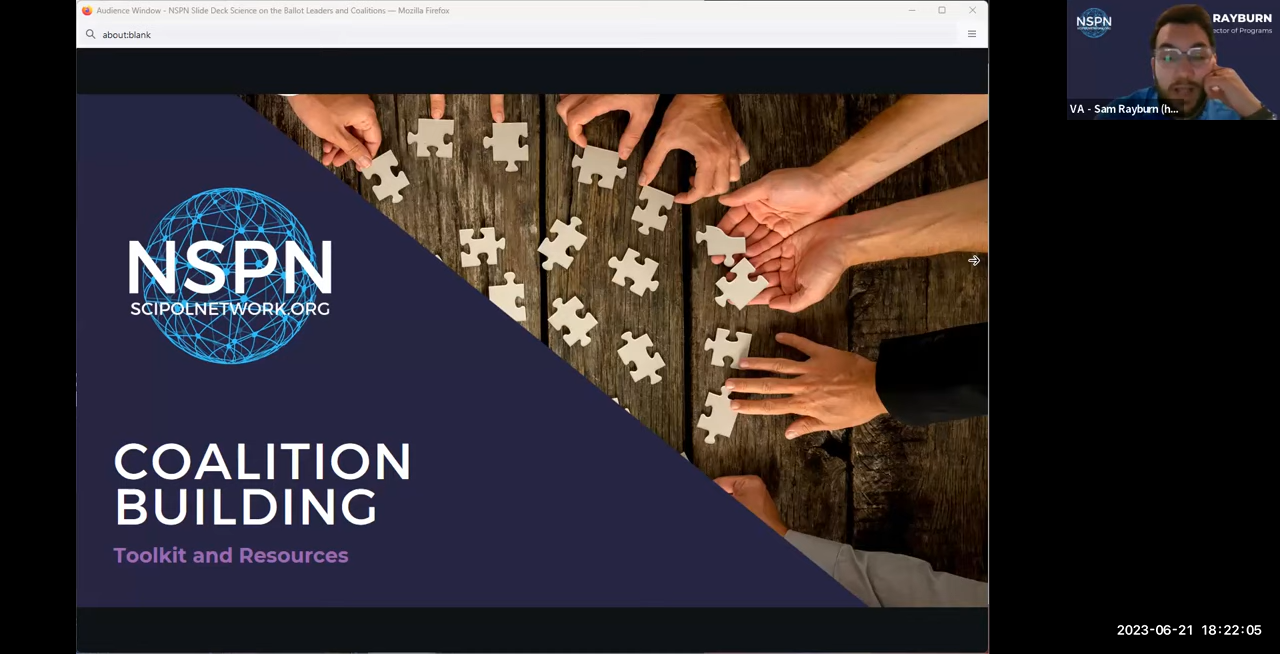 Audience Window - NSPN Slide Deck Science on the Ballot Leaders and Coalitions — Mozilla Firefox
about:blank
NSPN
SCIPOLNETWORK.ORG
COALITION
BUILDING
Toolkit and Resources
NSPN
RAYBURN
ector of Programs
VA - Sam Rayburn (h...
2023-06-21 18:22:05